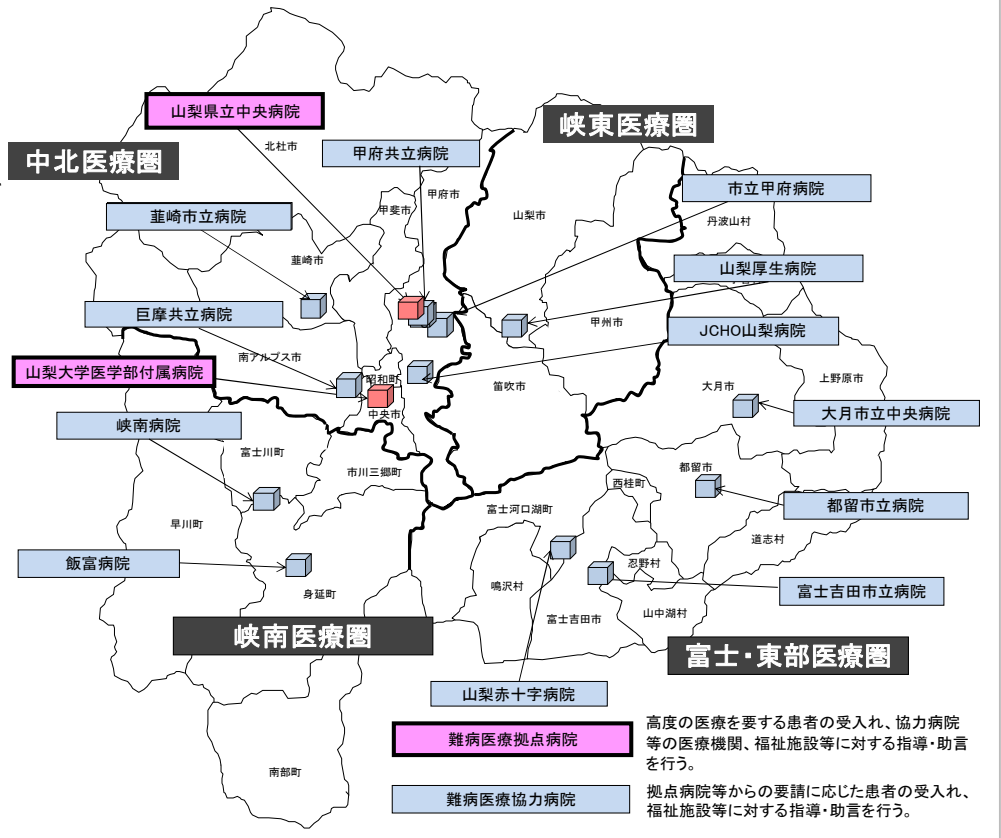 山梨県立中央病院
峡東医療圏
北杜市
甲府共立病院
中北医療圏
市立甲府病院
甲府市
甲斐市
韮崎市立病院
山梨市
丹波山村
韮崎市
山梨厚生病院
巨摩共立病院
甲州市
JCHO山梨病院
南アルプス市
山梨大学医学部付属病院
昭和町
笛吹市
大月市
上野原市
中央市
大月市立中央病院
峡南病院
富士川町
市川三郷町
都留市
西桂町
都留市立病院
富士河口湖町
早川町
道志村
飯富病院
忍野村
鳴沢村
富士吉田市立病院
身延町
山中湖村
富士吉田市
峡南医療圏
富士・東部医療圏
山梨赤十字病院
難病医療拠点病院
高度の医療を要する患者の受入れ、協力病院
等の医療機関、福祉施設等に対する指導・助言
を行う。
南部町
難病医療協力病院
拠点病院等からの要請に応じた患者の受入れ、
福祉施設等に対する指導・助言を行う。